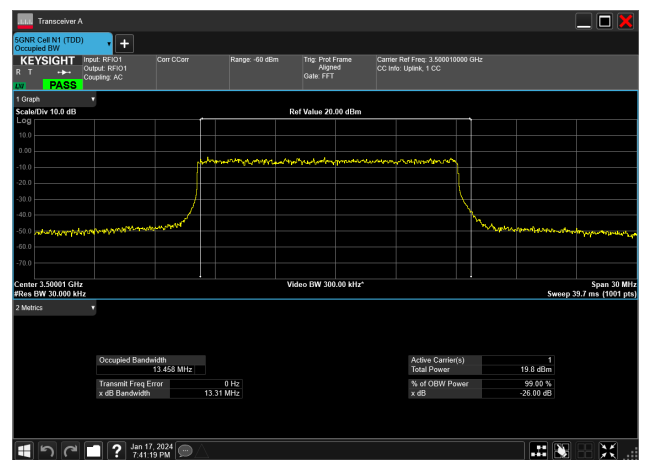 Transceiver A
5GNR Cell N1 (TDD)
Occupied BW
KEYSIGHT
R T
LV
PASS
Input: RFIO1
Output: RFIO1
Coupling: AC
Corr CCorr
Range: -60 dBm
Trig: Prot Frame
Aligned
Gate: FFT
Carrier Ref Freq: 3.500010000 GHz
CC Info: Uplink, 1 CC
1 Graph
Scale/Div 10.0 dB
Ref Value 20.00 dBm
Log
10.0
0.00
-10.0
-20.0
-30.0
-40.0
-50.0
-60.0
-70.0
Center 3.50001 GHz
Video BW 300.00 kHz*
Span 30 MHz
#Res BW 30.000 kHz
Sweep 39.7 ms (1001 pts)
2 Metrics
Occupied Bandwidth
13.458 MHz
Active Carrier(s) 1
Total Power 19.8 dBm
Transmit Freq Error 0 Hz
x dB Bandwidth 13.31 MHz
% of OBW Power 99.00 %
x dB -26.00 dB
?
Jan 17, 2024
7:41:19 PM